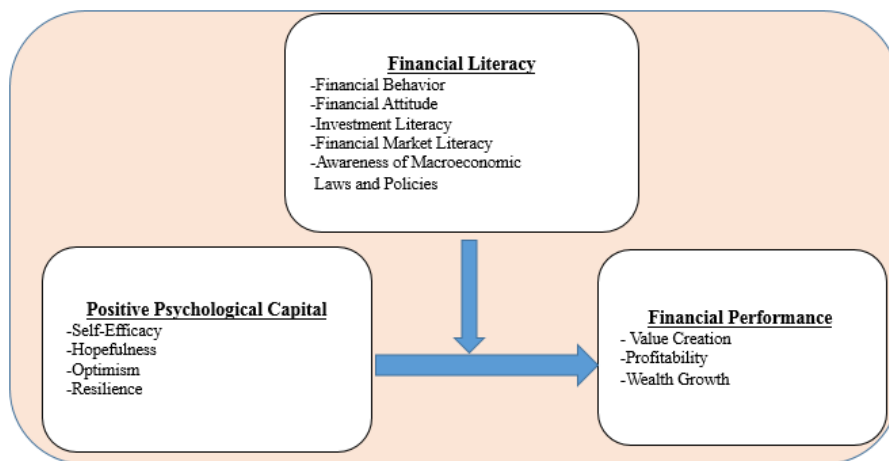 Financial Literacy
-Financial Behavior
-Financial Attitude
-Investment Literacy
-Financial Market Literacy
-Awareness of Macroeconomic
Laws and Policies
Positive Psychological Capital
-Self-Efficacy
-Hopefulness
-Optimism
-Resilience
Financial Performance
- Value Creation
-Profitability
-Wealth Growth